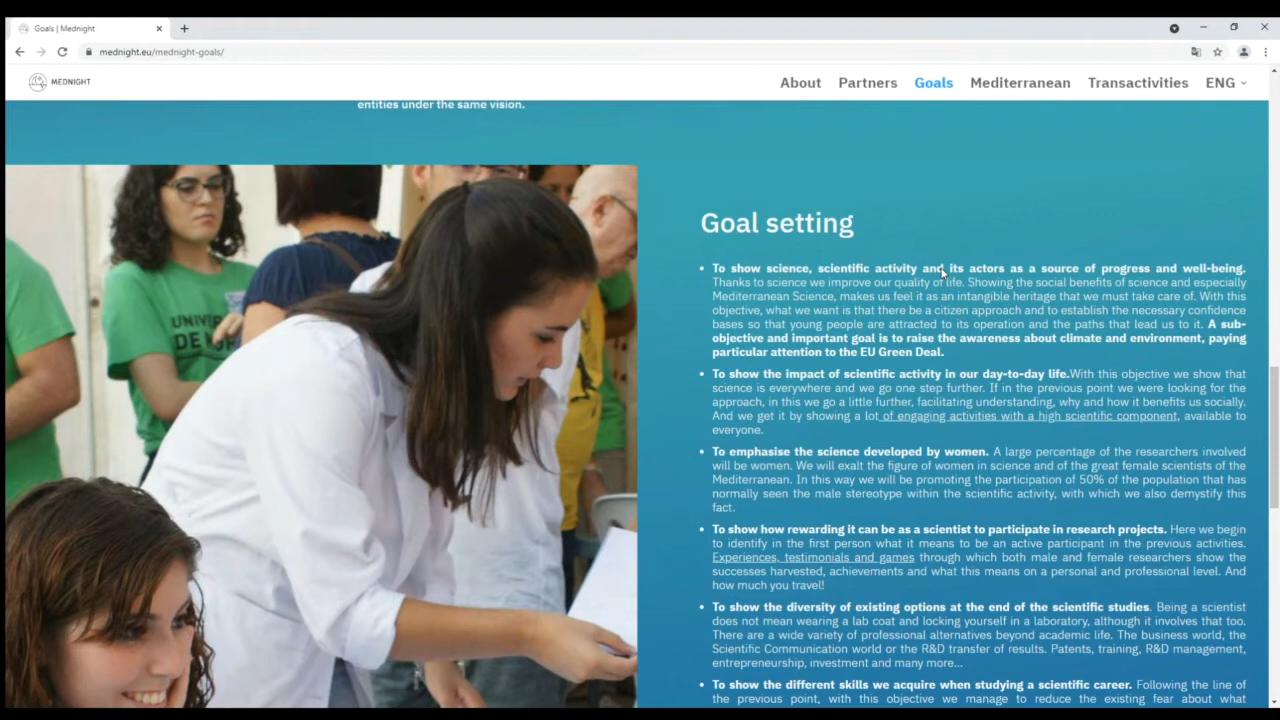 Goals | Mednight
mednight.eu/mednight-goals/
MEDNIGHT
About Partners Goals Mediterranean Transactivities ENG
entities under the same vision.
UNIVE
DE
Goal setting
• To show science, scientific activity and its actors as a source of progress and well-being.
Thanks to science we improve our quality of life. Showing the social benefits of science and especially
Mediterranean Science, makes us feel it as an intangible heritage that we must take care of. With this
objective, what we want is that there be a citizen approach and to establish the necessary confidence
bases so that young people are attracted to its operation and the paths that lead us to it. A sub-
objective and important goal is to raise the awareness about climate and environment, paying
particular attention to the EU Green Deal.
• To show the impact of scientific activity in our day-to-day life.With this objective we show that
science is everywhere and we go one step further. If in the previous point we were looking for the
approach, in this we go a little further, facilitating understanding, why and how it benefits us socially.
And we get it by showing a lot of engaging activities with a high scientific component, available to
everyone.
• To emphasise the science developed by women. A large percentage of the researchers involved
will be women. We will exalt the figure of women in science and of the great female scientists of the
Mediterranean. In this way we will be promoting the participation of 50% of the population that has
normally seen the male stereotype within the scientific activity, with which we also demystify this
fact.
• To show how rewarding it can be as a scientist to participate in research projects. Here we begin
to identify in the first person what it means to be an active participant in the previous activities.
Experiences, testimonials and games through which both male and female researchers show the
successes harvested, achievements and what this means on a personal and professional level. And
how much you travel!
• To show the diversity of existing options at the end of the scientific studies. Being a scientist
does not mean wearing a lab coat and locking yourself in a laboratory, although it involves that too.
There are a wide variety of professional alternatives beyond academic life. The business world, the
Scientific Communication world or the R&D transfer of results. Patents, training, R&D management,
entrepreneurship, investment and many more...
• To show the different skills we acquire when studying a scientific career. Following the line of
the previous point, with this objective we manage to reduce the existing fear about what